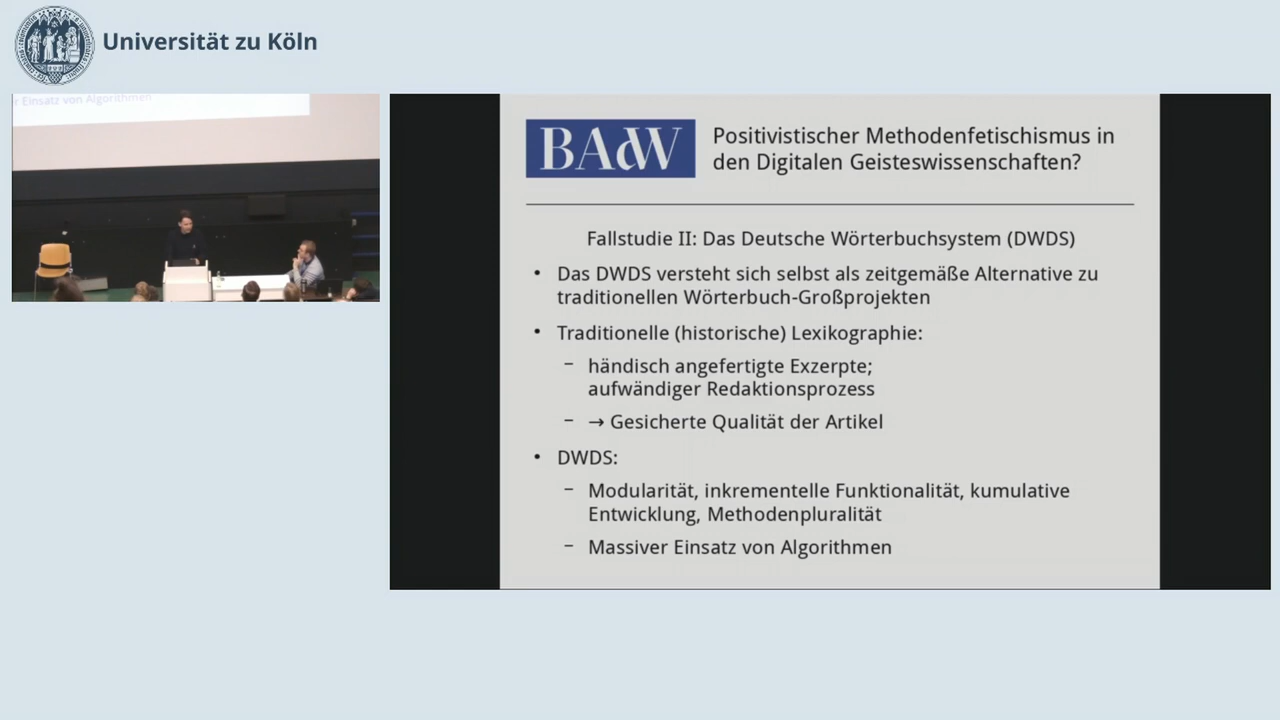 Universität zu Köln
r Einsatz von Algorithmen
BAdW
Positivistischer Methodenfetischismus in
den Digitalen Geisteswissenschaften?
Fallstudie II: Das Deutsche Wörterbuchsystem (DWDS)
• Das DWDS versteht sich selbst als zeitgemäße Alternative zu
traditionellen Wörterbuch-Großprojekten
• Traditionelle (historische) Lexikographie:
– händisch angefertigte Exzerpte;
aufwändiger Redaktionsprozess
– → Gesicherte Qualität der Artikel
• DWDS:
– Modularität, inkrementelle Funktionalität, kumulative
Entwicklung, Methodenpluralität
– Massiver Einsatz von Algorithmen